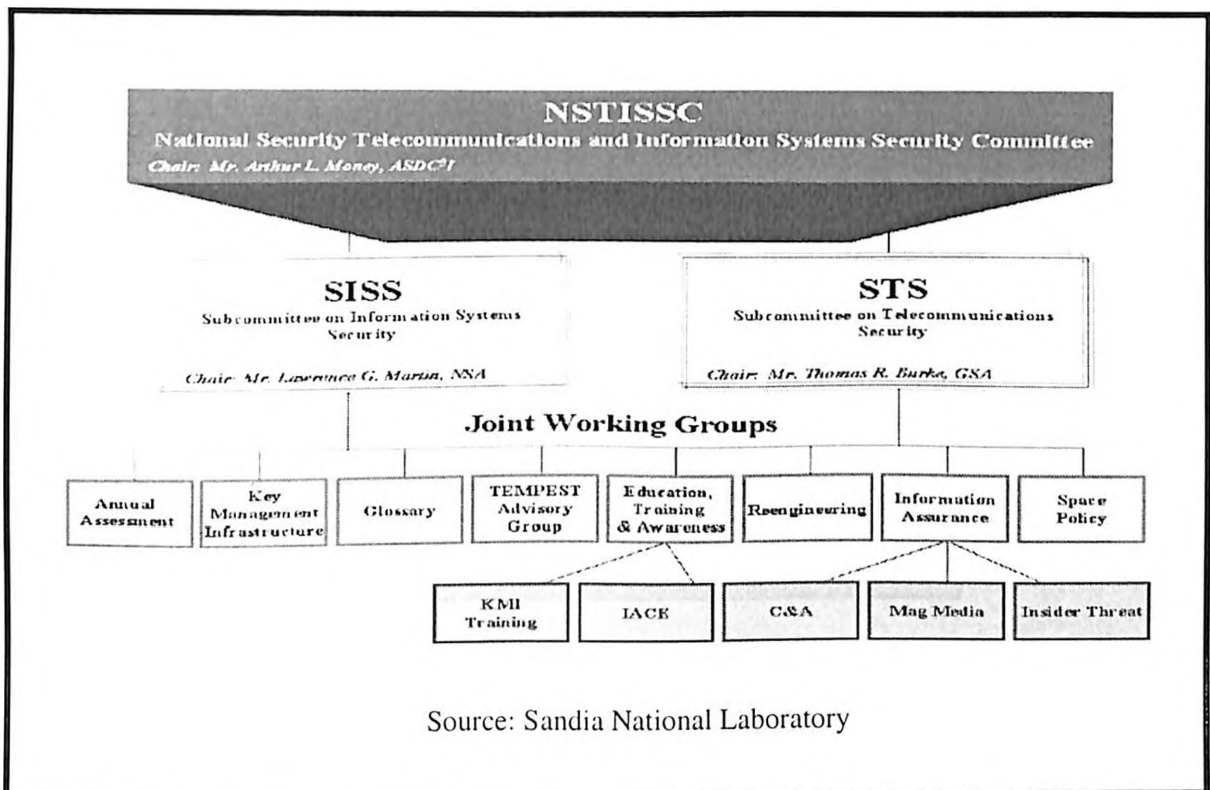 NSTISSC
National Security Telecommunications and Information Systems Security Committee
Chair: Mr. Arthur L. Money, ASDC³I
SISS
Subcommittee on Information Systems
Security
Chair: Mr. Lawrence G. Martin, NSA
STS
Subcommittee on Telecommunications
Security
Chair: Mr. Thomas R. Burke, GSA
Joint Working Groups
Annual
Assessment
Key
Management
Infrastructure
Glossary
TEMPEST
Advisory
Group
Education,
Training
& Awareness
Reengineering
Information
Assurance
Space
Policy
KMI
Training
IACE
C&A
Mag Media
Insider Threat
Source: Sandia National Laboratory